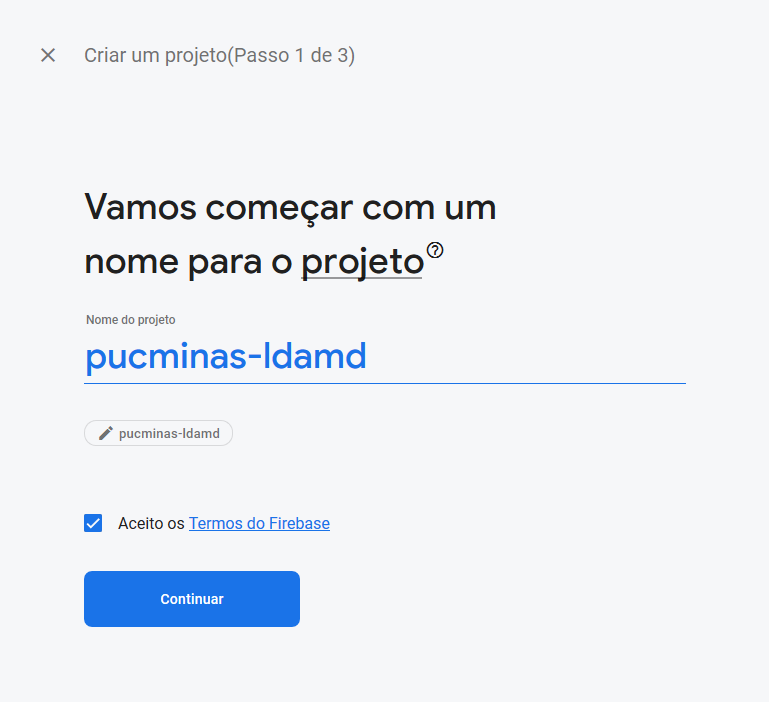 Criar um projeto(Passo 1 de 3)
Vamos começar com um
nome para o projeto
Nome do projeto
pucminas-ldamd
pucminas-ldamd
Aceito os Termos do Firebase
Continuar